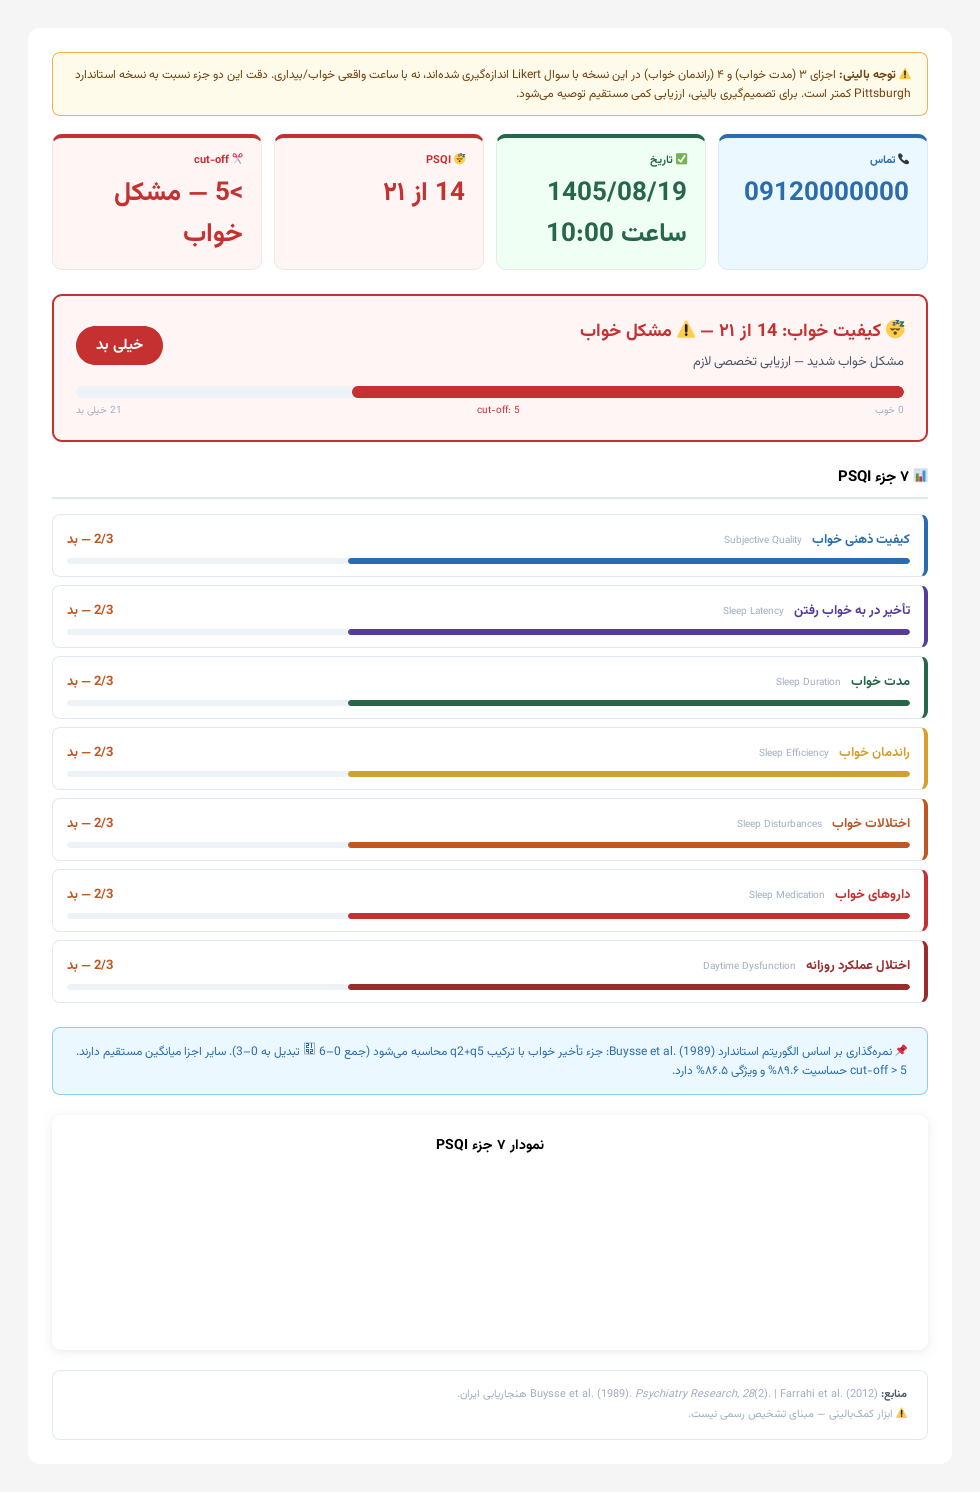 ⚠️ توجه بالینی: اجزای ۳ (مدت خواب) و ۴ (راندمان خواب) در این نسخه با سوال Likert اندازه‌گیری شده‌اند، نه با ساعت واقعی خواب/بیداری. دقت این دو جزء نسبت به نسخه استاندارد
Pittsburgh کمتر است. برای تصمیم‌گیری بالینی، ارزیابی کمی مستقیم توصیه می‌شود.
📞 تماس
09120000000
✅ تاریخ
1405/08/19
ساعت 10:00
😴 PSQI
14 از ۲۱
✂️ cut-off
>5 — مشکل
خواب
😴 کیفیت خواب: 14 از ۲۱ — ⚠️ مشکل خواب
مشکل خواب شدید — ارزیابی تخصصی لازم
خیلی بد
0 خوب
cut-off: 5
21 خیلی بد
📊 ۷ جزء PSQI
کیفیت ذهنی خواب Subjective Quality 2/3 — بد
تأخیر در به خواب رفتن Sleep Latency 2/3 — بد
مدت خواب Sleep Duration 2/3 — بد
راندمان خواب Sleep Efficiency 2/3 — بد
اختلالات خواب Sleep Disturbances 2/3 — بد
داروهای خواب Sleep Medication 2/3 — بد
اختلال عملکرد روزانه Daytime Dysfunction 2/3 — بد
📌 نمره‌گذاری بر اساس الگوریتم استاندارد Buysse et al. (1989): جزء تأخیر خواب با ترکیب q2+q5 محاسبه می‌شود (جمع 0–6 تبدیل به 0–3). سایر اجزا میانگین مستقیم دارند.
cut-off > 5 حساسیت ۸۹.۶% و ویژگی ۸۶.۵% دارد.
نمودار ۷ جزء PSQI
منابع: Buysse et al. (1989). Psychiatry Research, 28(2). | Farrahi et al. (2012) هنجاریابی ایران.
⚠️ ابزار کمک‌بالینی — مبنای تشخیص رسمی نیست.